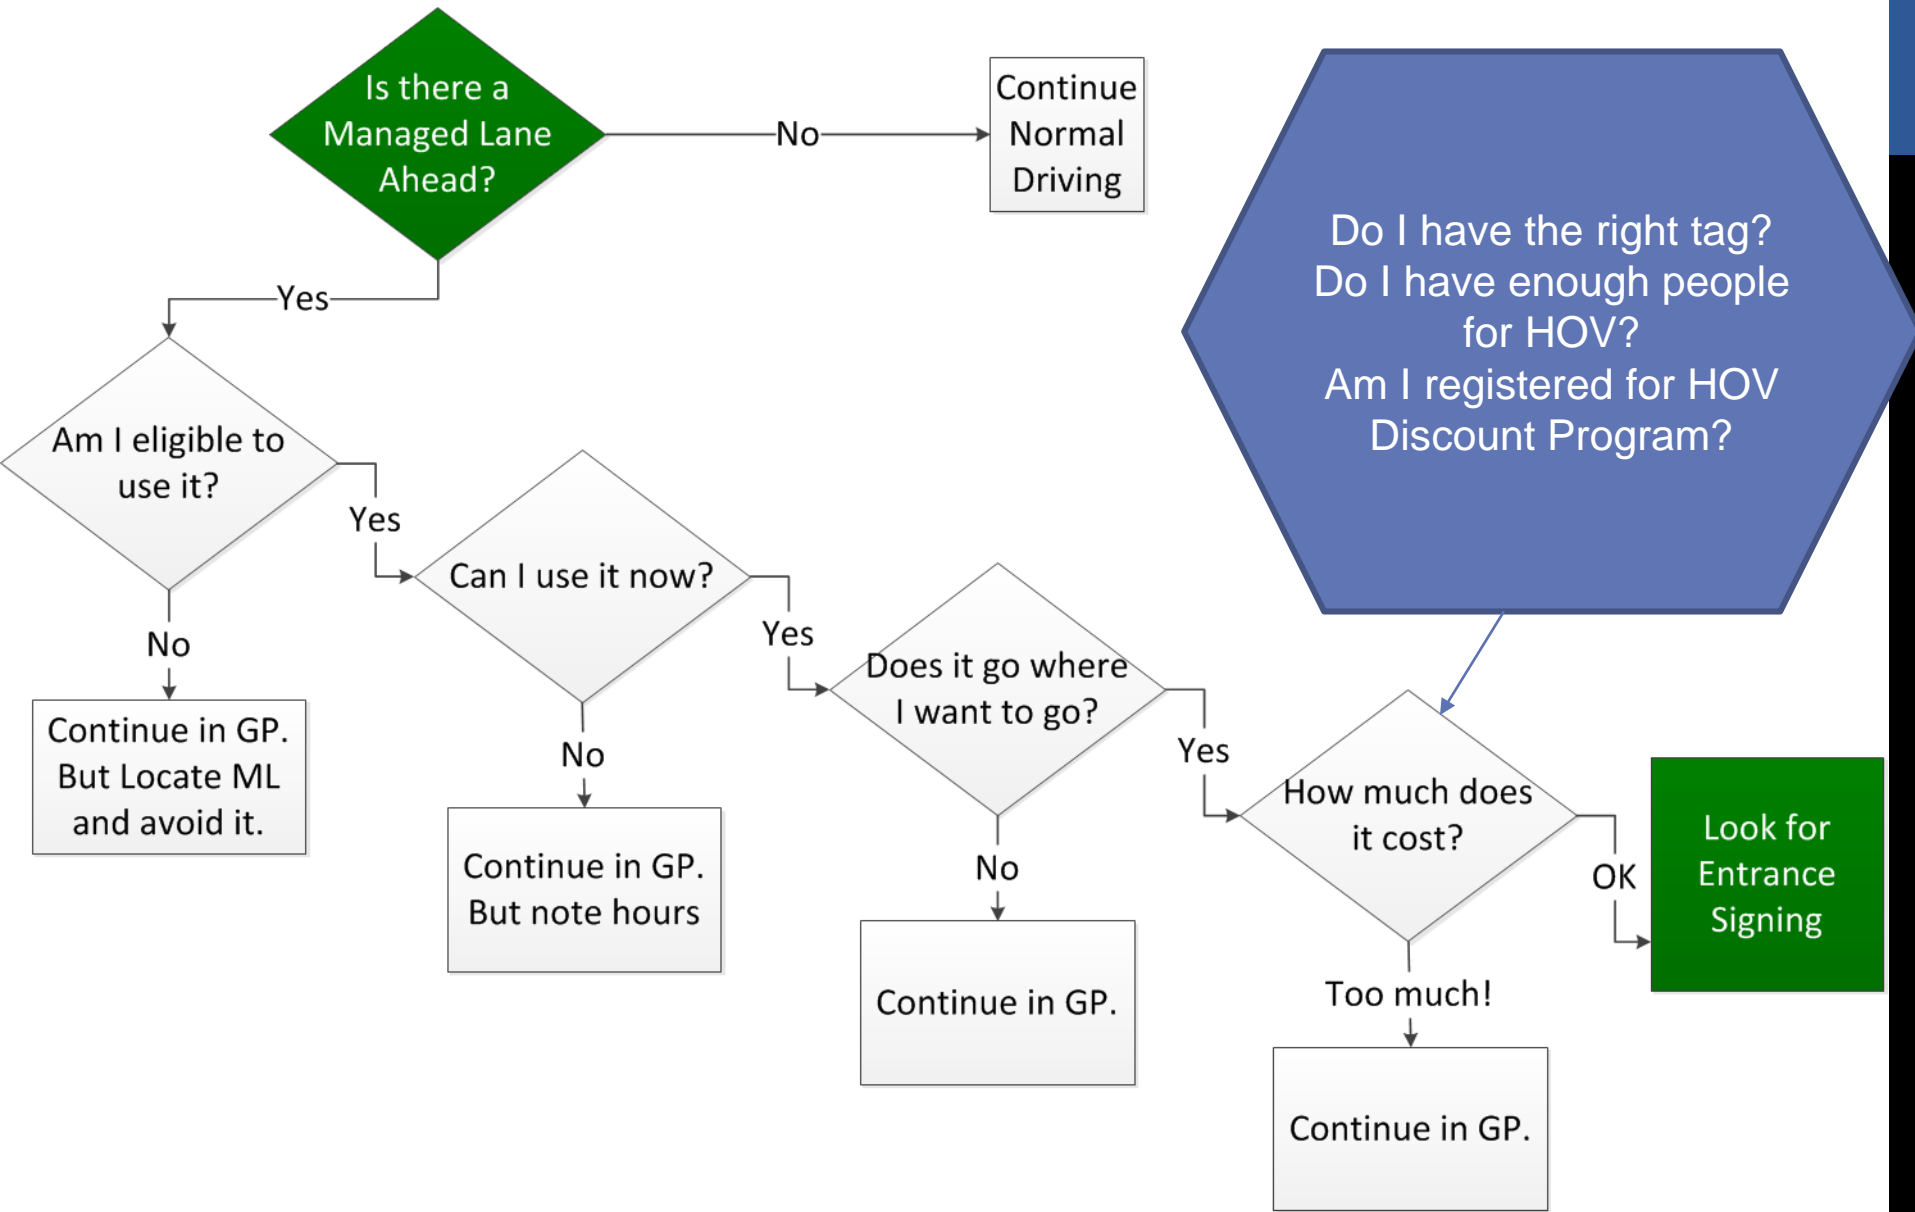 Is there a
Managed Lane
Ahead?
No
Continue
Normal
Driving
Do I have the right tag?
Do I have enough people
for HOV?
Am I registered for HOV
Discount Program?
Yes
Am I eligible to
use it?
Yes
No
Continue in GP.
But Locate ML
and avoid it.
Can I use it now?
Yes
No
Continue in GP.
But note hours
Does it go where
I want to go?
Yes
No
Continue in GP.
How much does
it cost?
OK
Look for
Entrance
Signing
Too much!
Continue in GP.